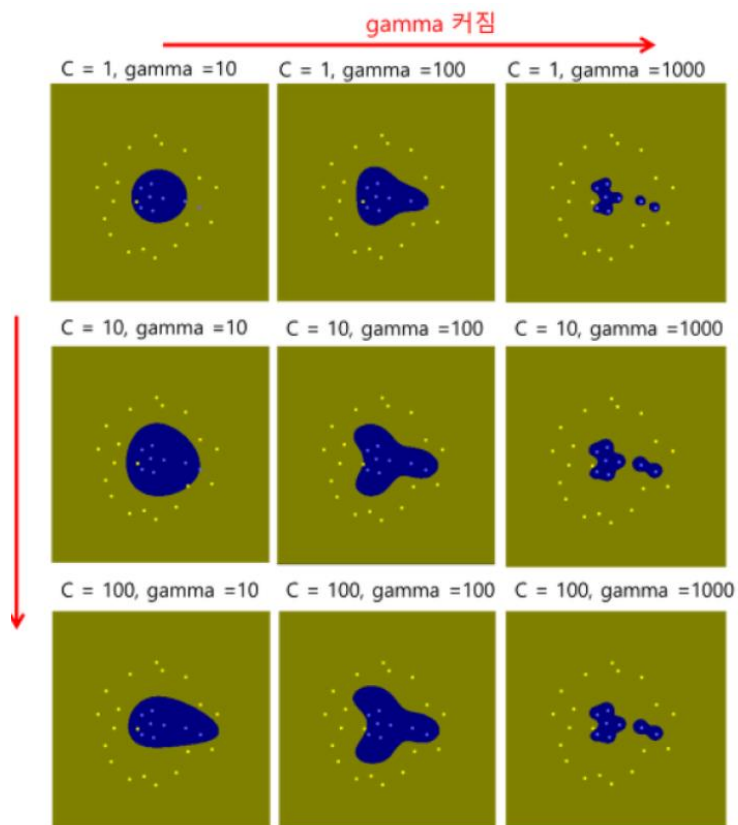 gamma 커짐
C = 1, gamma =10
C = 1, gamma =100
C = 1, gamma =1000
C = 10, gamma =10
C = 10, gamma =100
C = 10, gamma =1000
C = 100, gamma =10
C = 100, gamma =100
C = 100, gamma =1000